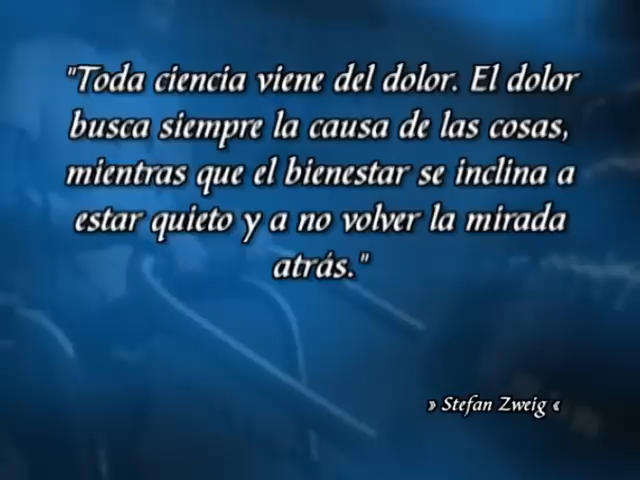 "Toda ciencia viene del dolor. El dolor
busca siempre la causa de las cosas,
mientras que el bienestar se inclina a
estar quieto y a no volver la mirada
atrás."
» Stefan Zweig «